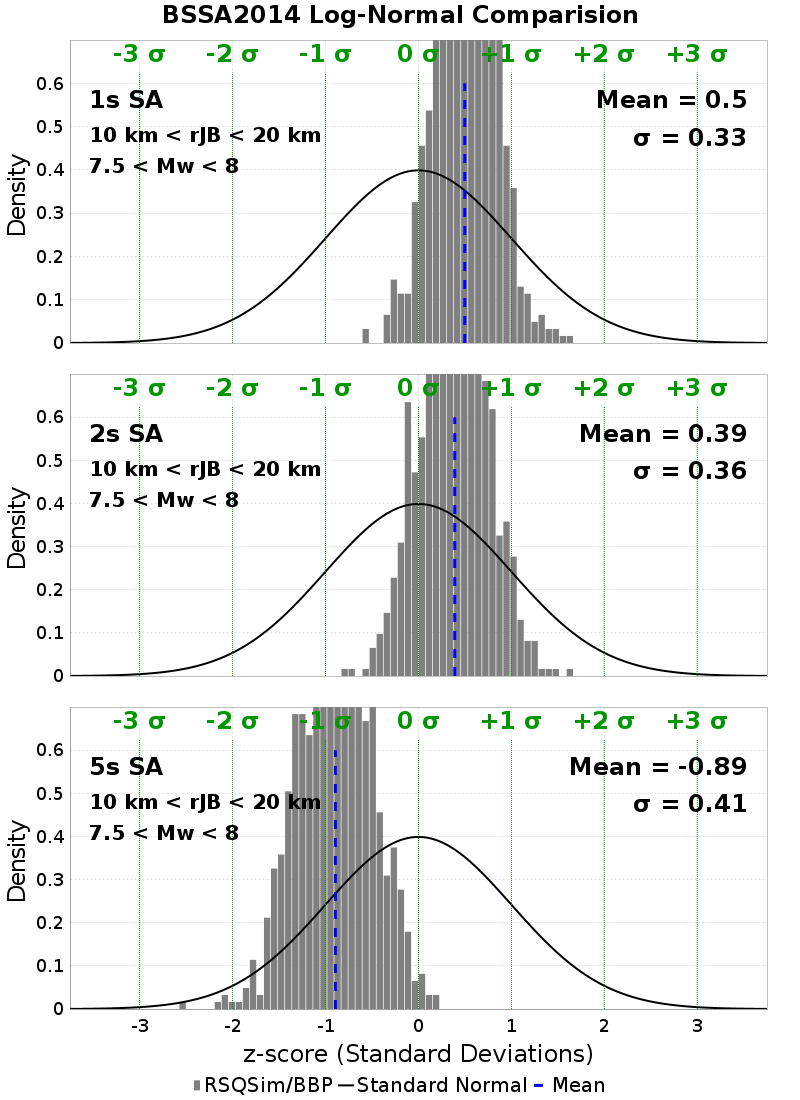 BSSA2014 Log-Normal Comparision
-3 σ -2 σ -1 σ 0 σ +1 σ +2 σ +3 σ
1s SA
10 km < rJB < 20 km
7.5 < Mw < 8
Mean = 0.5
σ = 0.33
Density
0.6
0.5
0.4
0.3
0.2
0.1
0
-3 σ -2 σ -1 σ 0 σ +1 σ +2 σ +3 σ
2s SA
10 km < rJB < 20 km
7.5 < Mw < 8
Mean = 0.39
σ = 0.36
Density
0.6
0.5
0.4
0.3
0.2
0.1
0
-3 σ -2 σ -1 σ 0 σ +1 σ +2 σ +3 σ
5s SA
10 km < rJB < 20 km
7.5 < Mw < 8
Mean = -0.89
σ = 0.41
Density
0.6
0.5
0.4
0.3
0.2
0.1
0
-3 -2 -1 0 1 2 3
z-score (Standard Deviations)
RSQSim/BBP Standard Normal Mean